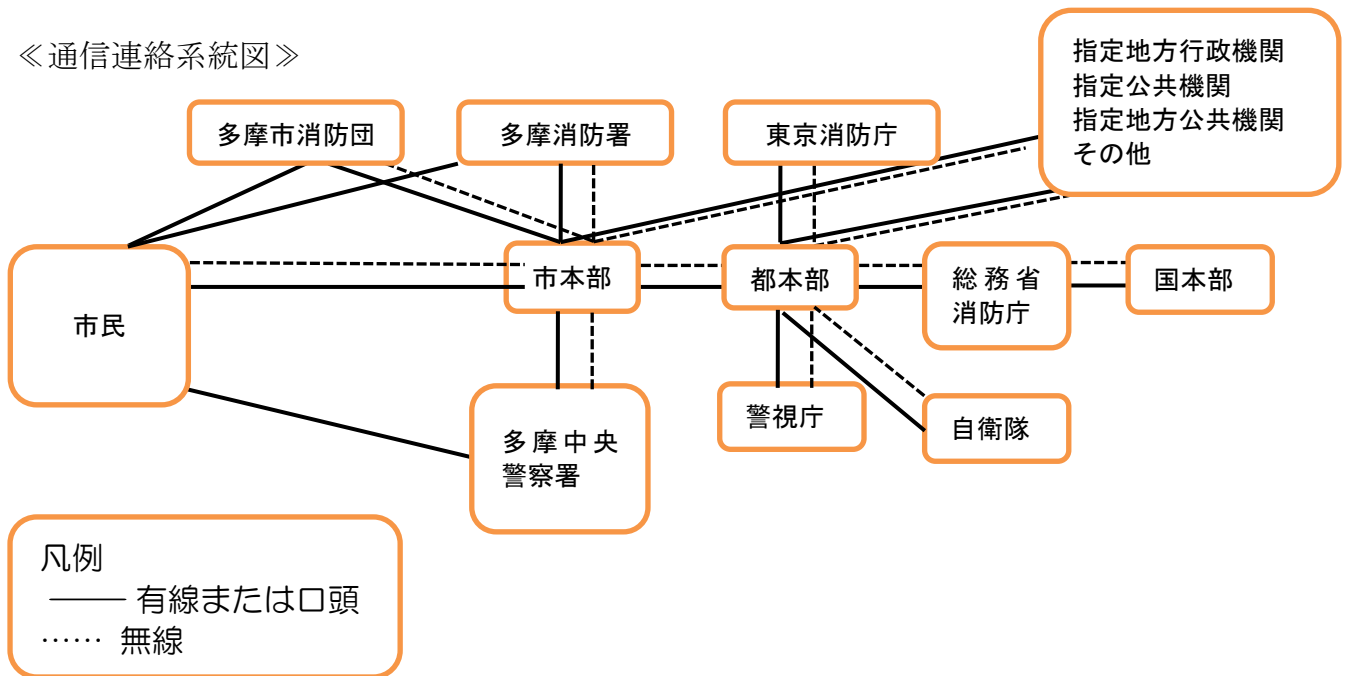 ≪通信連絡系統図≫
多摩市消防団
多摩消防署
東京消防庁
指定地方行政機関
指定公共機関
指定地方公共機関
その他
市民
市本部
都本部
総務省
消防庁
国本部
多摩中央
警察署
警視庁
自衛隊
凡例
――― 有線または口頭
…… 無線